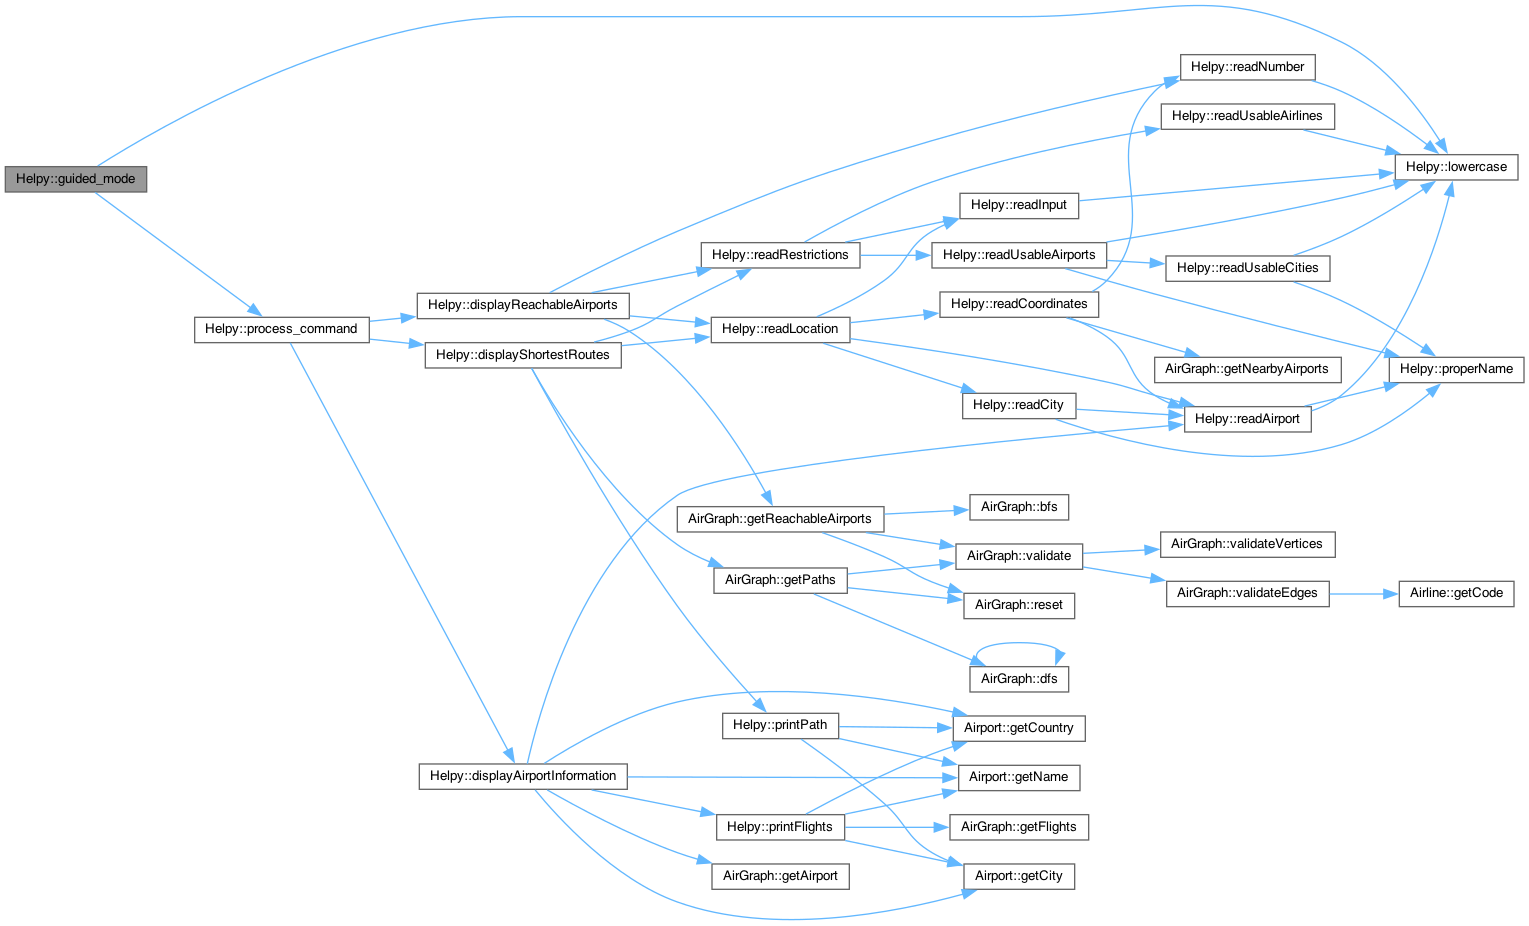 Helpy::guided_mode
Helpy::process_command
Helpy::displayReachableAirports
Helpy::displayShortestRoutes
Helpy::displayAirportInformation
Helpy::readRestrictions
Helpy::readLocation
AirGraph::getReachableAirports
AirGraph::getPaths
Helpy::printPath
Helpy::printFlights
AirGraph::getAirport
Helpy::readInput
Helpy::readUsableAirports
Helpy::readCoordinates
Helpy::readCity
AirGraph::bfs
AirGraph::validate
AirGraph::reset
AirGraph::dfs
Airport::getCountry
Airport::getName
AirGraph::getFlights
Airport::getCity
Helpy::readNumber
Helpy::readUsableAirlines
Helpy::readUsableCities
AirGraph::getNearbyAirports
Helpy::readAirport
AirGraph::validateVertices
AirGraph::validateEdges
Helpy::lowercase
Helpy::properName
Airline::getCode